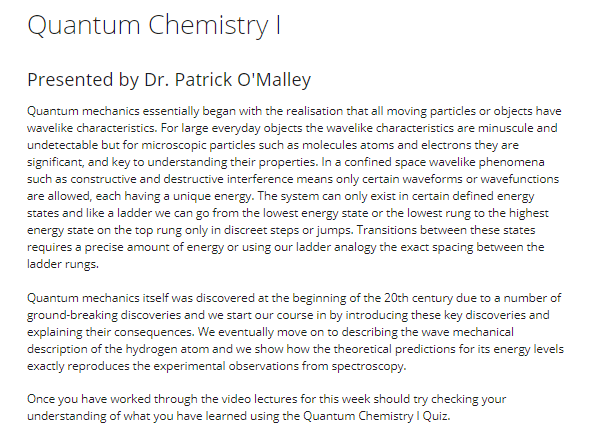 Quantum Chemistry I
Presented by Dr. Patrick O'Malley
Quantum mechanics essentially began with the realisation that all moving particles or objects have
wavelike characteristics. For large everyday objects the wavelike characteristics are minuscule and
undetectable but for microscopic particles such as molecules atoms and electrons they are
significant, and key to understanding their properties. In a confined space wavelike phenomena
such as constructive and destructive interference means only certain waveforms or wavefunctions
are allowed, each having a unique energy. The system can only exist in certain defined energy
states and like a ladder we can go from the lowest energy state or the lowest rung to the highest
energy state on the top rung only in discreet steps or jumps. Transitions between these states
requires a precise amount of energy or using our ladder analogy the exact spacing between the
ladder rungs.
Quantum mechanics itself was discovered at the beginning of the 20th century due to a number of
ground-breaking discoveries and we start our course in by introducing these key discoveries and
explaining their consequences. We eventually move on to describing the wave mechanical
description of the hydrogen atom and we show how the theoretical predictions for its energy levels
exactly reproduces the experimental observations from spectroscopy.
Once you have worked through the video lectures for this week should try checking your
understanding of what you have learned using the Quantum Chemistry I Quiz.